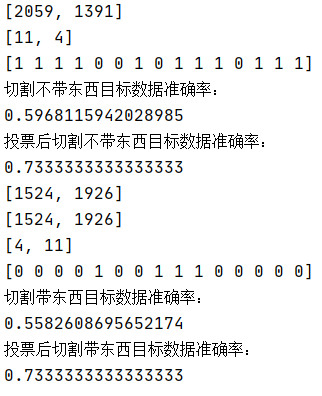 [2059, 1391]
[11, 4]
[1 1 1 1 0 0 1 0 1 1 1 0 1 1 1]
切割不带东西目标数据准确率：
0.5968115942028985
投票后切割不带东西目标数据准确率：
0.7333333333333333
[1524, 1926]
[1524, 1926]
[4, 11]
[0 0 0 0 1 0 0 1 1 1 0 0 0 0 0]
切割带东西目标数据准确率：
0.5582608695652174
投票后切割带东西目标数据准确率：
0.7333333333333333